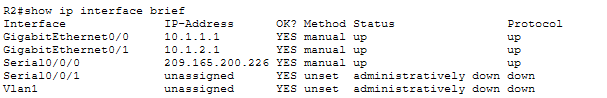 R2#show ip interface brief
Interface              IP-Address      OK? Method Status                Protocol
GigabitEthernet0/0     10.1.1.1        YES manual up                    up
GigabitEthernet0/1     10.1.2.1        YES manual up                    up
Serial0/0/0            209.165.200.226 YES manual up                    up
Serial0/0/1            unassigned      YES unset  administratively down down
Vlan1                  unassigned      YES unset  administratively down down